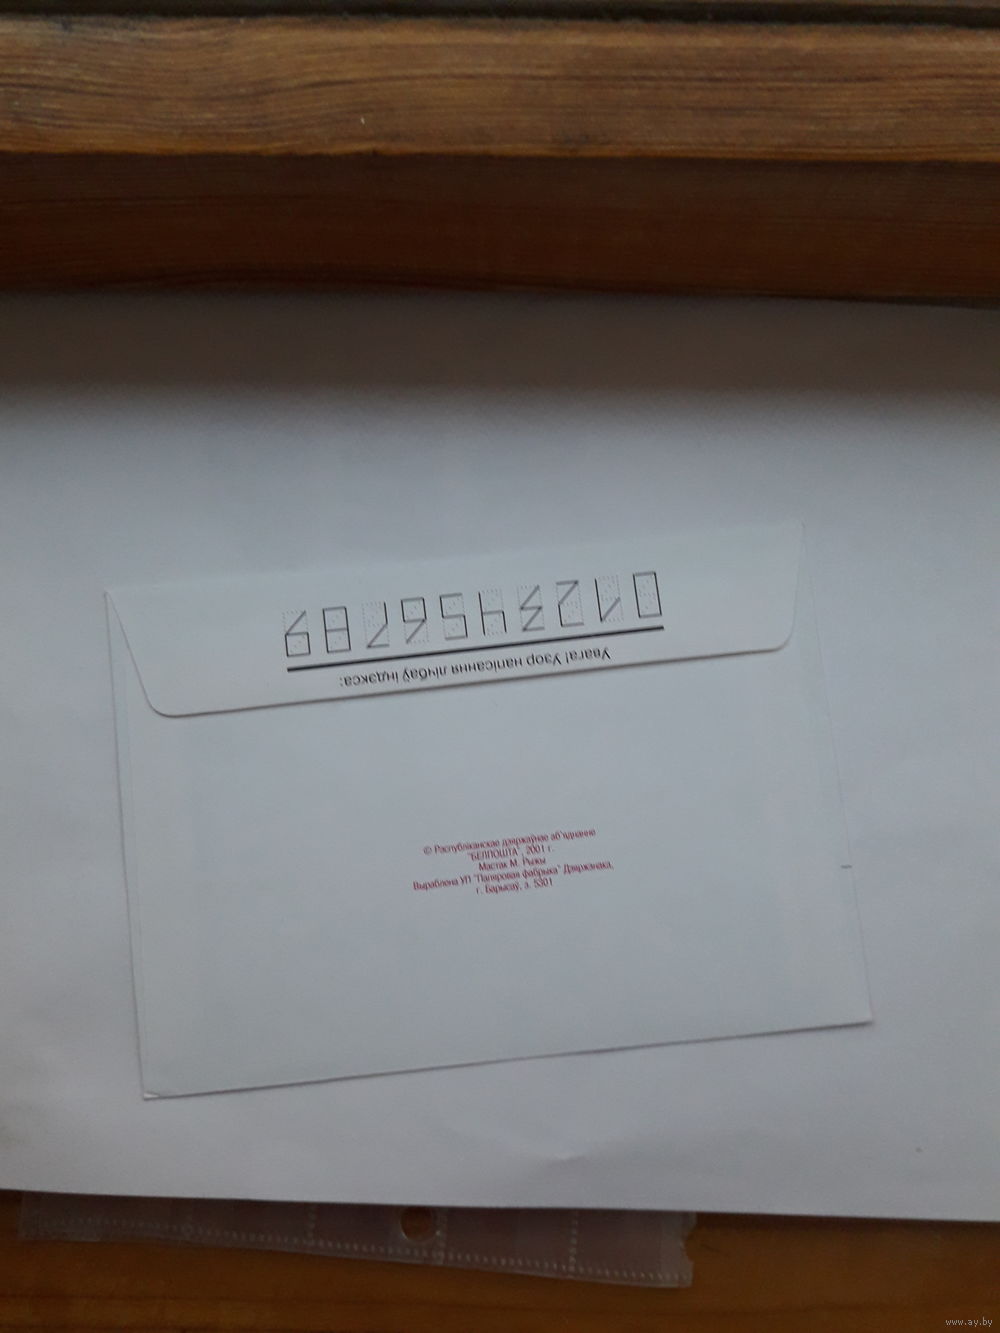 Увага! Узор напісання лічбаў індэкса:
0123456789
© Рэспубліканскае дзяржаўнае аб'яднанне
"БЕЛПОШТА", 2001 г.
Мастак М. Рыжы
Выраблена УП "Папяровая фабрыка" Дзяржзнака,
г. Барысаў, з. 5301
www.ay.by